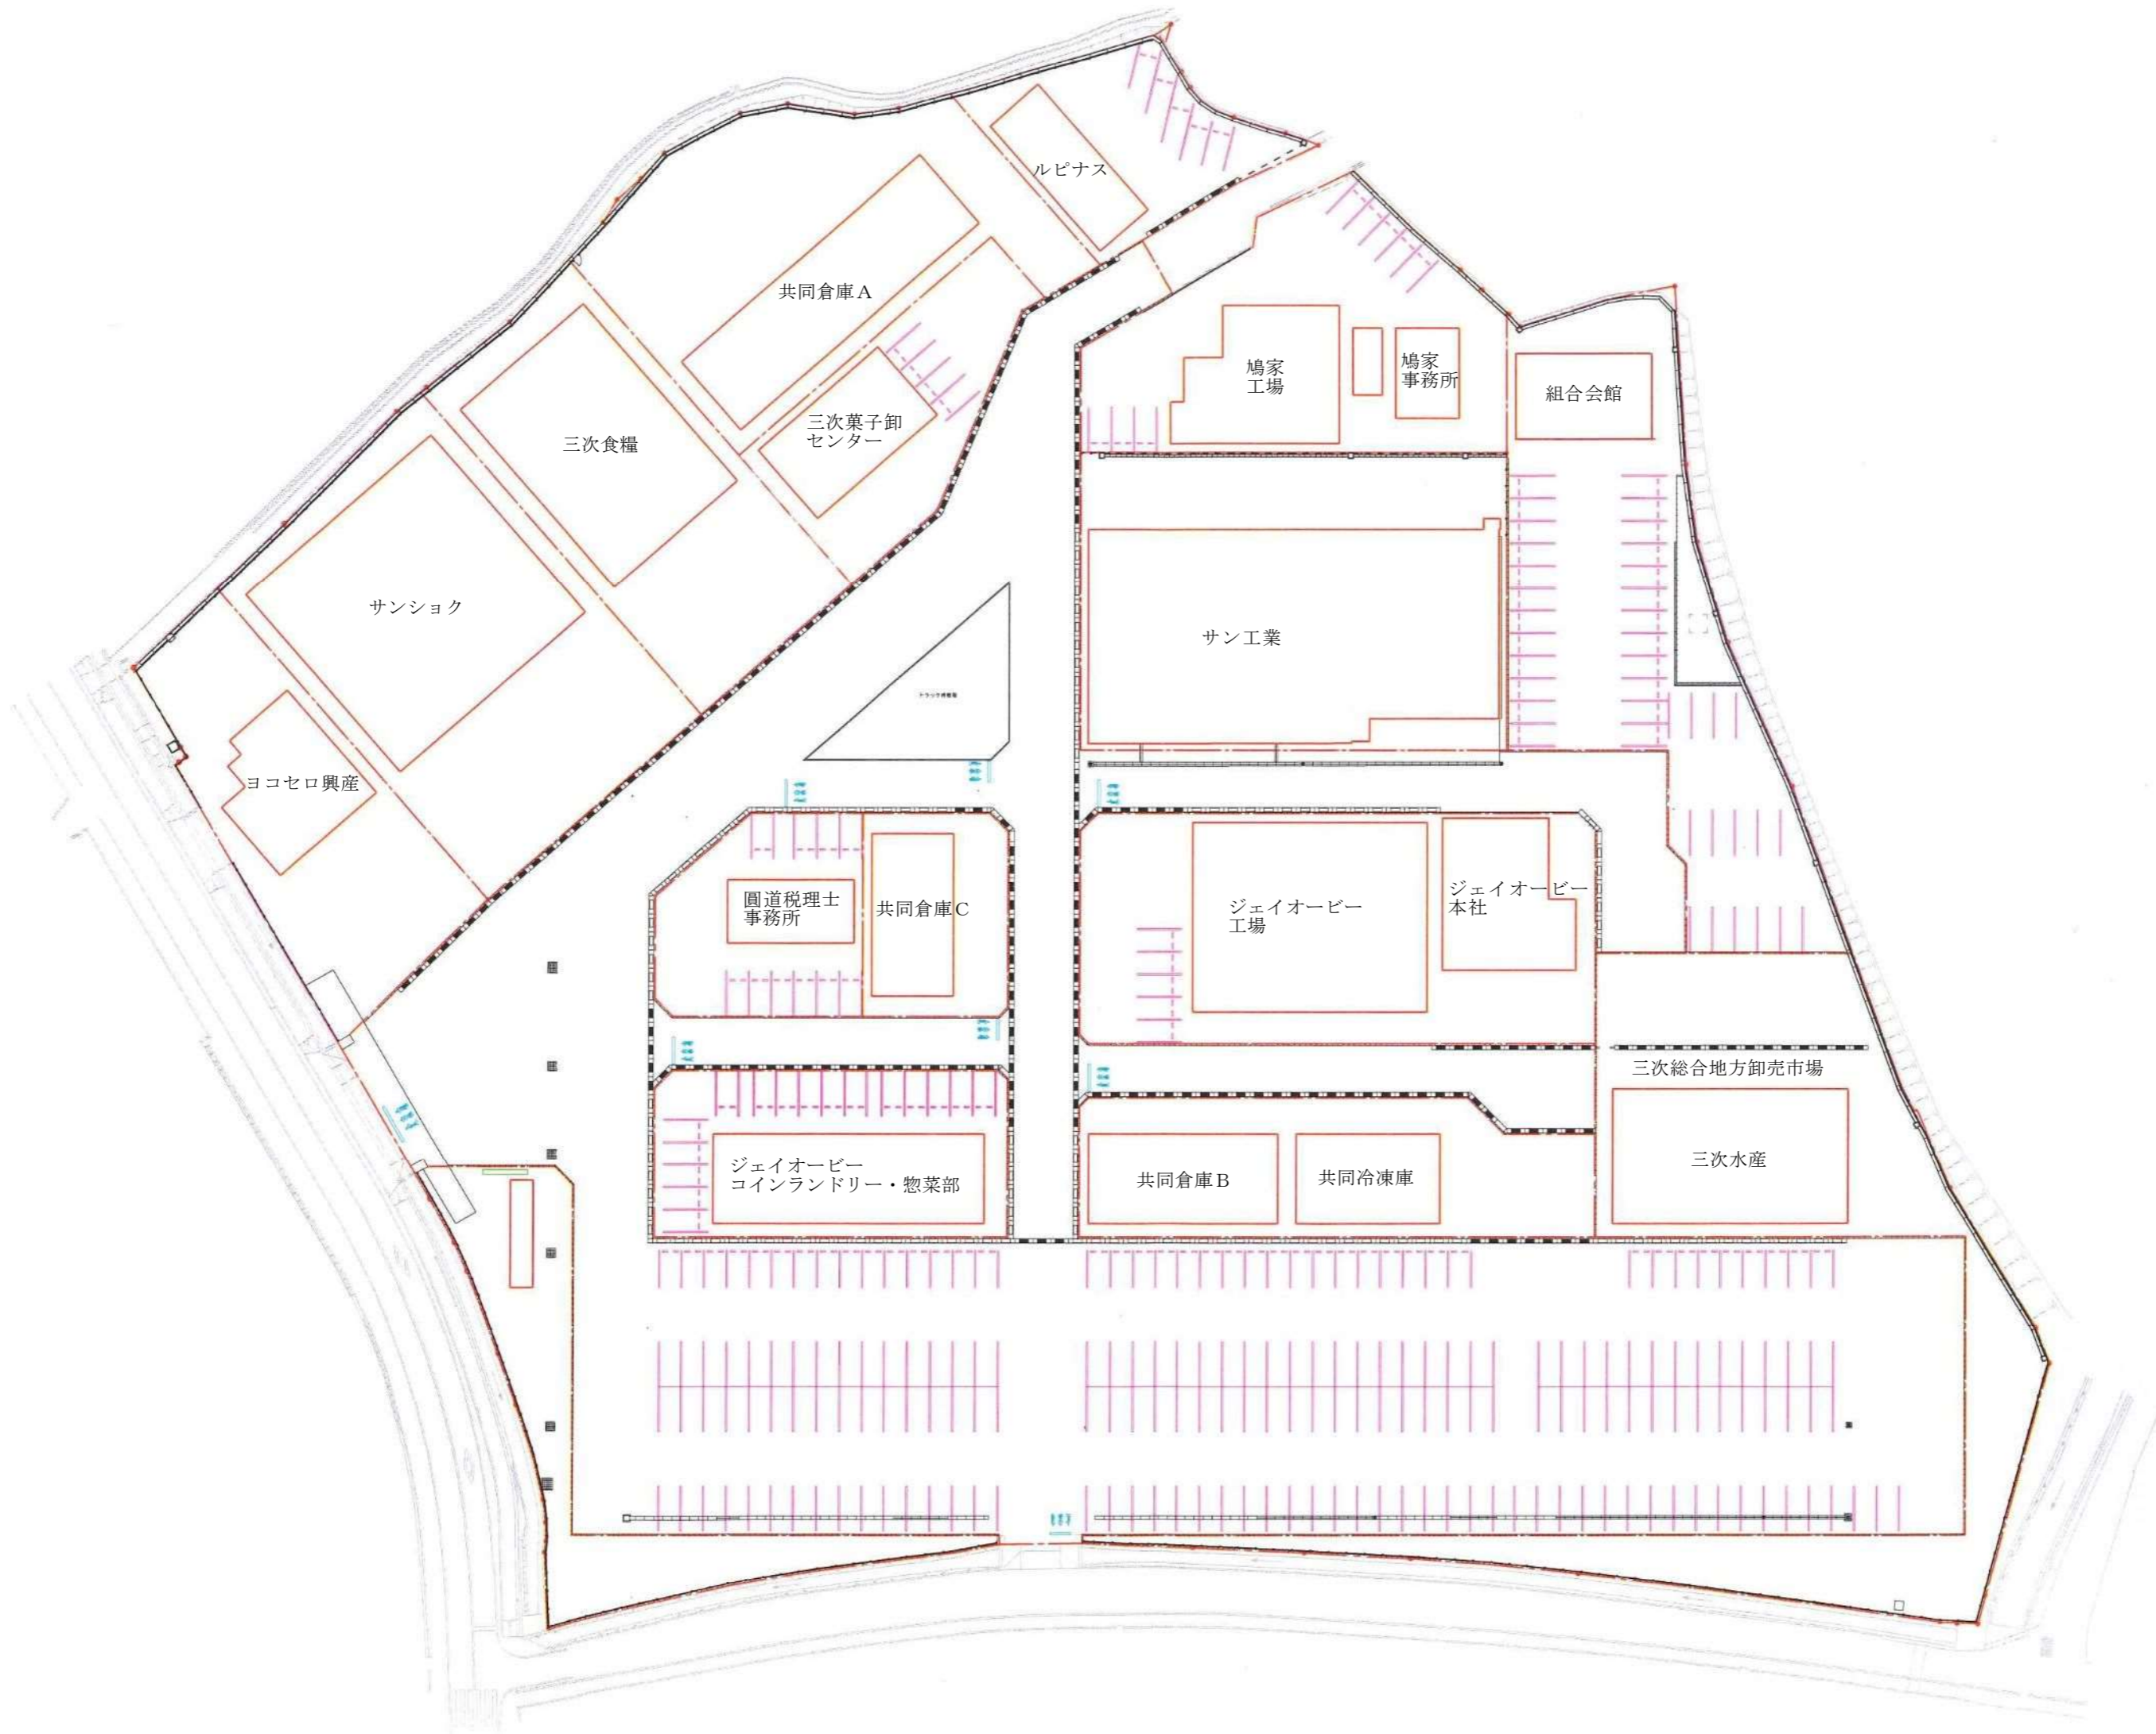 ルピナス
共同倉庫A
鳩家
工場
鳩家
事務所
組合会館
三次菓子卸
センター
三次食糧
サンショク
サン工業
ヨコセロ興産
圓道税理士
事務所
共同倉庫C
ジェイオービー
工場
ジェイオービー
本社
三次総合地方卸売市場
三次水産
ジェイオービー
コインランドリー・惣菜部
共同倉庫B
共同冷凍庫